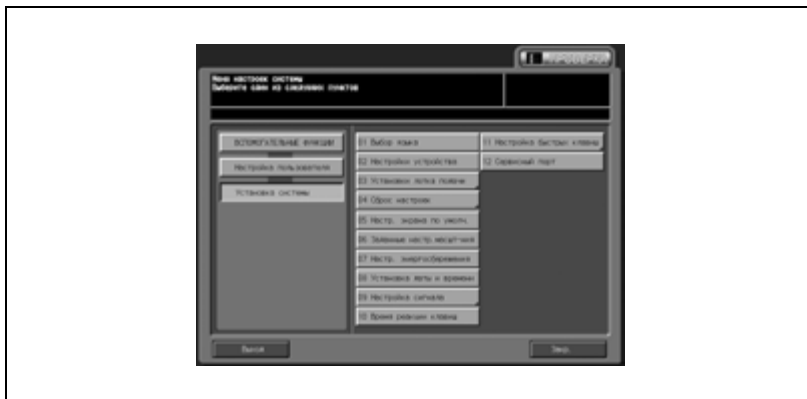 ПРОВЕРКА
Меню настроек системы
Выберите один из следующих пунктов
ВСПОМОГАТЕЛЬНЫЕ ФУНКЦИИ
Настройка пользователя
Установка системы
01 Выбор языка
02 Настройки устройства
03 Установки лотка подачи
04 Сброс настроек
05 Настр. экрана по умолч.
06 настр.
07 Настр. энергосбережения
08 Установка даты и времени
09 Настройка сигнала
10 Время реакции клавиш
11 Настройка быстрых клавиш
12 Сервисный порт
Выход
Закр.